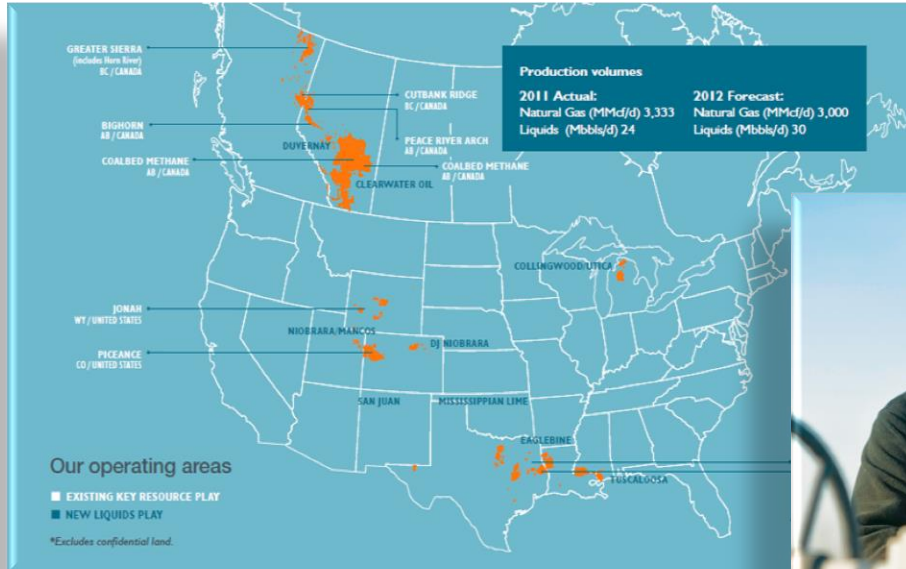 GREATER SIERRA
(includes Horn River)
BC / CANADA
CUTBANK RIDGE
BC / CANADA
BIGHORN
AB / CANADA
PEACE RIVER ARCH
AB / CANADA
DUVERNAY
COALBED METHANE
AB / CANADA
COALBED METHANE
AB / CANADA
CLEARWATER OIL
Production volumes
2011 Actual:
Natural Gas (MMcf/d) 3,333
Liquids (Mbbls/d) 24
2012 Forecast:
Natural Gas (MMcf/d) 3,000
Liquids (Mbbls/d) 30
COLLINGWOOD/UTICA
JONAH
WY / UNITED STATES
NIOBRARA/MANCOS
DJ NIOBRARA
PICEANCE
CO / UNITED STATES
SAN JUAN
MISSISSIPPIAN LIME
EAGLEBINE
TUSCALOOSA
Our operating areas
EXISTING KEY RESOURCE PLAY
NEW LIQUIDS PLAY
*Excludes confidential land.